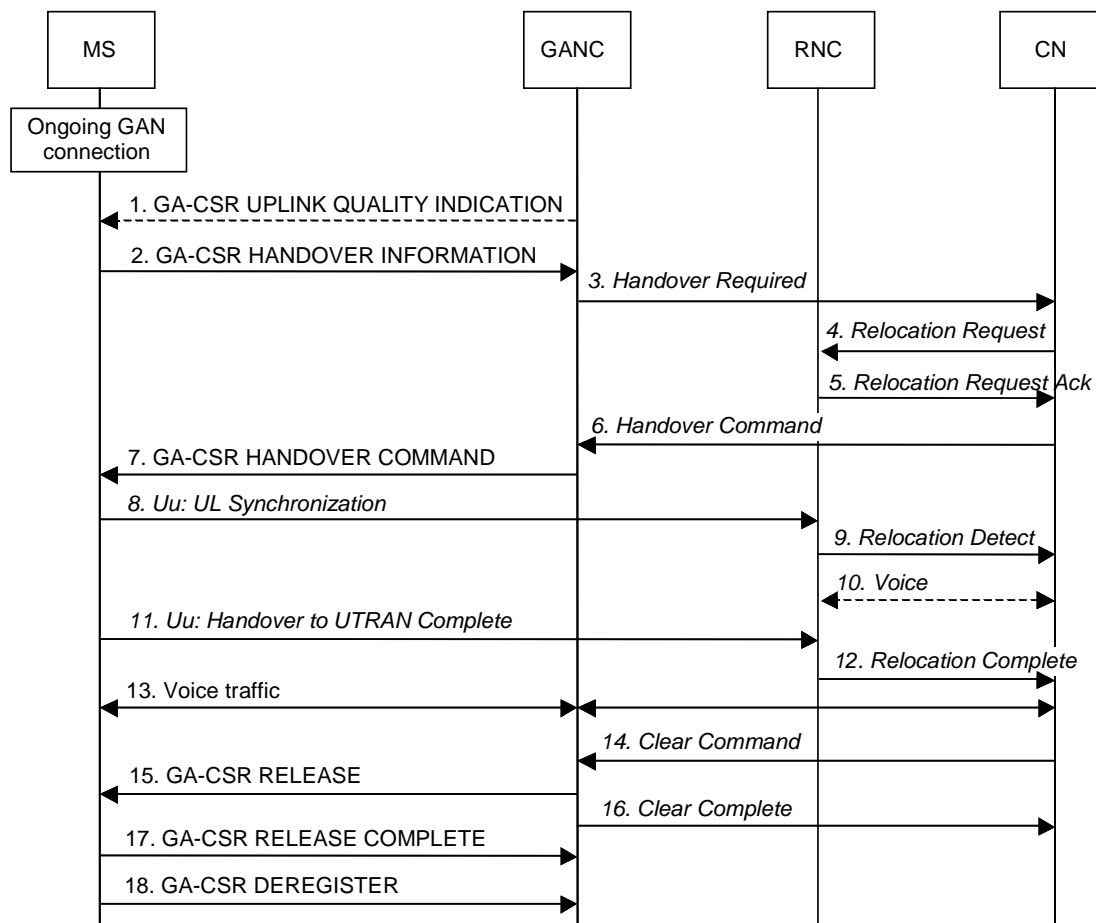 MS
GANC
RNC
CN
Ongoing GAN
connection
1. GA-CSR UPLINK QUALITY INDICATION
2. GA-CSR HANDOVER INFORMATION
3. Handover Required
4. Relocation Request
5. Relocation Request Ack
6. Handover Command
7. GA-CSR HANDOVER COMMAND
8. Uu: UL Synchronization
9. Relocation Detect
10. Voice
11. Uu: Handover to UTRAN Complete
12. Relocation Complete
13. Voice traffic
14. Clear Command
15. GA-CSR RELEASE
16. Clear Complete
17. GA-CSR RELEASE COMPLETE
18. GA-CSR DEREGISTER